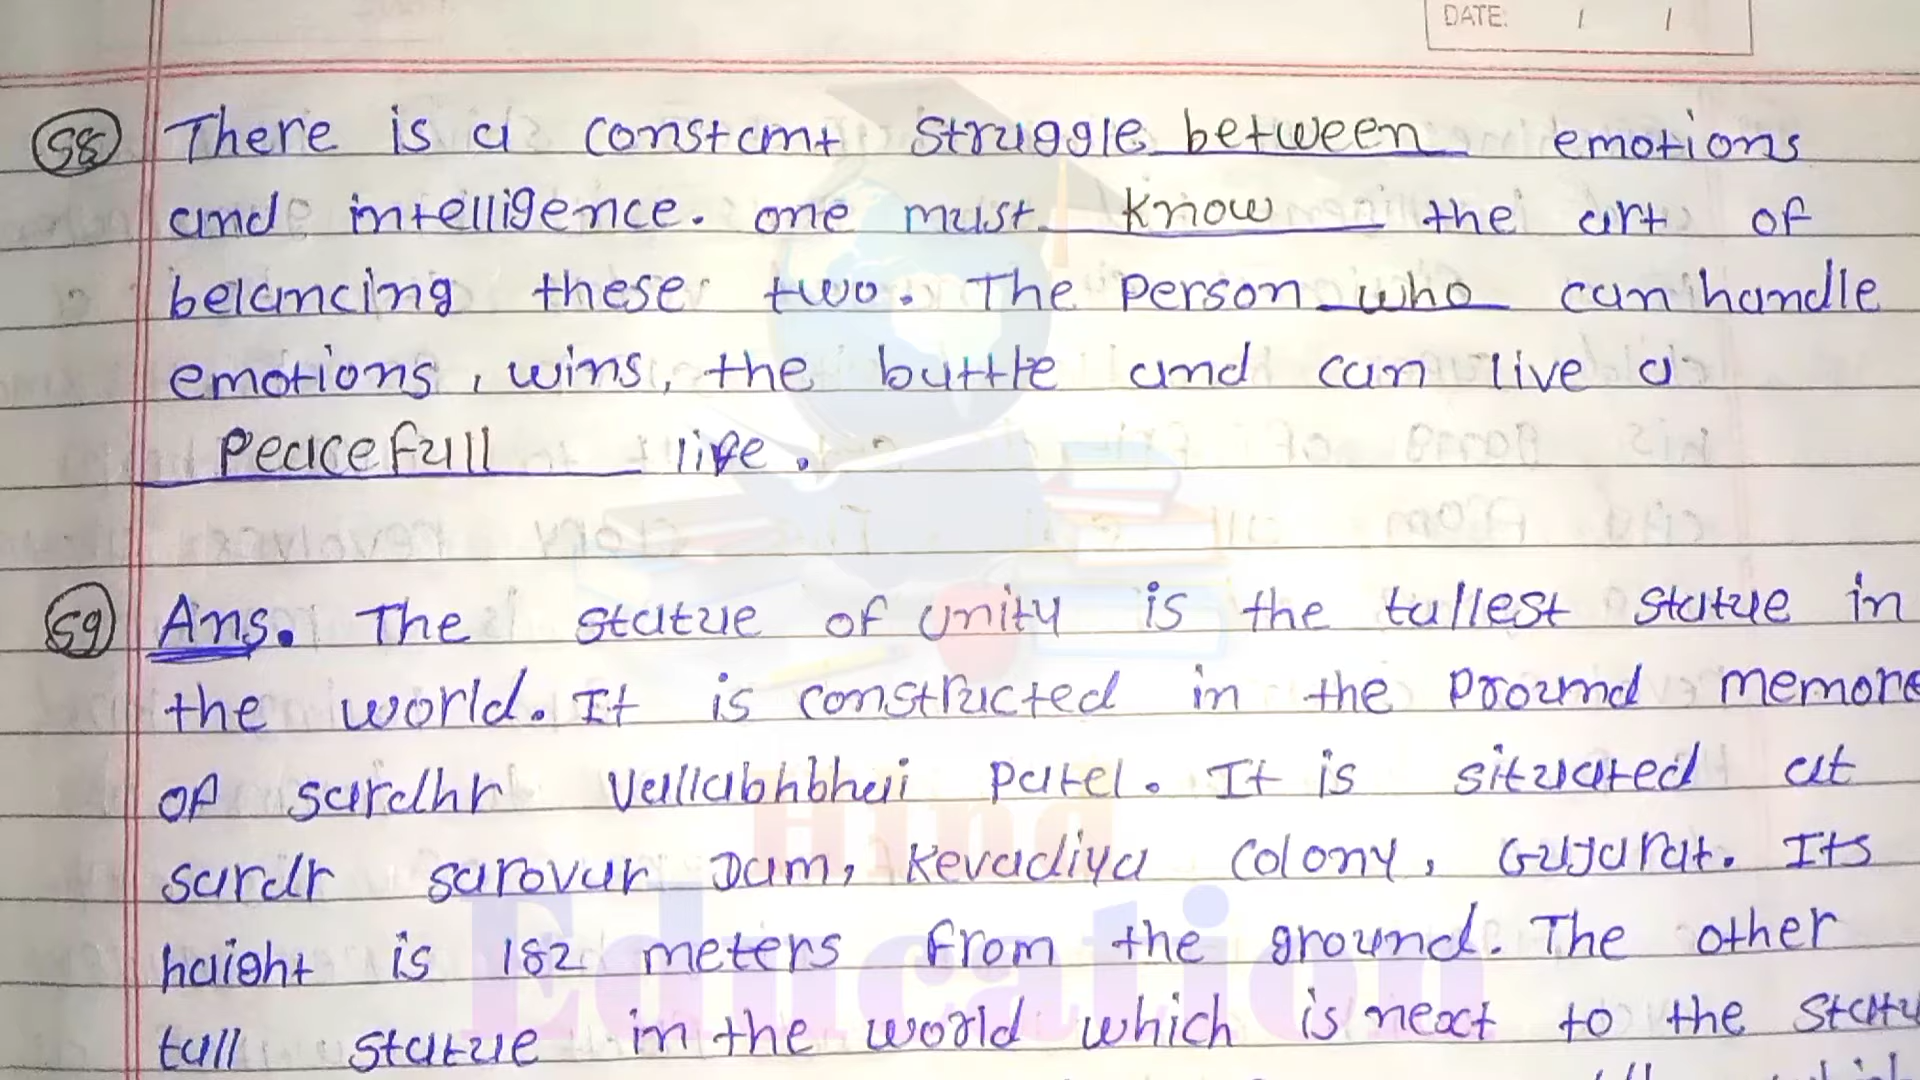 DATE: / /
58 There is a constant struggle between emotions
and intelligence. one must know the art of
belancing these two. The person who can handle
emotions, wins, the buttle and can live a
peacefull life.
59 Ans. The statue of unity is the tallest statue in
the world. It is constructed in the proumd memore
of sardhr Vallabhbhai patel. It is situated at
sardr sarovar Dam, Kevadiya Colony, Gujarat. Its
haight is 182 meters from the ground. The other
tall statue in the world which is next to the statu
Hind
Education